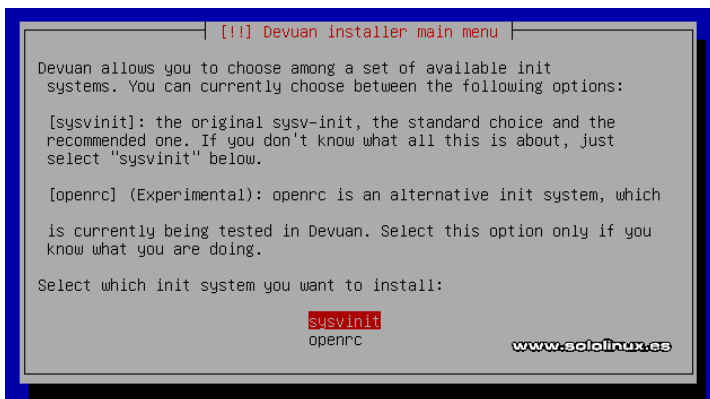 [!!] Devuan installer main menu
Devuan allows you to choose among a set of available init
systems. You can currently choose between the following options:
[sysvinit]: the original sysv-init, the standard choice and the
recommended one. If you don't know what all this is about, just
select "sysvinit" below.
[openrc] (Experimental): openrc is an alternative init system, which
is currently being tested in Devuan. Select this option only if you
know what you are doing.
Select which init system you want to install:
sysvinit
openrc
www.sololinux.es